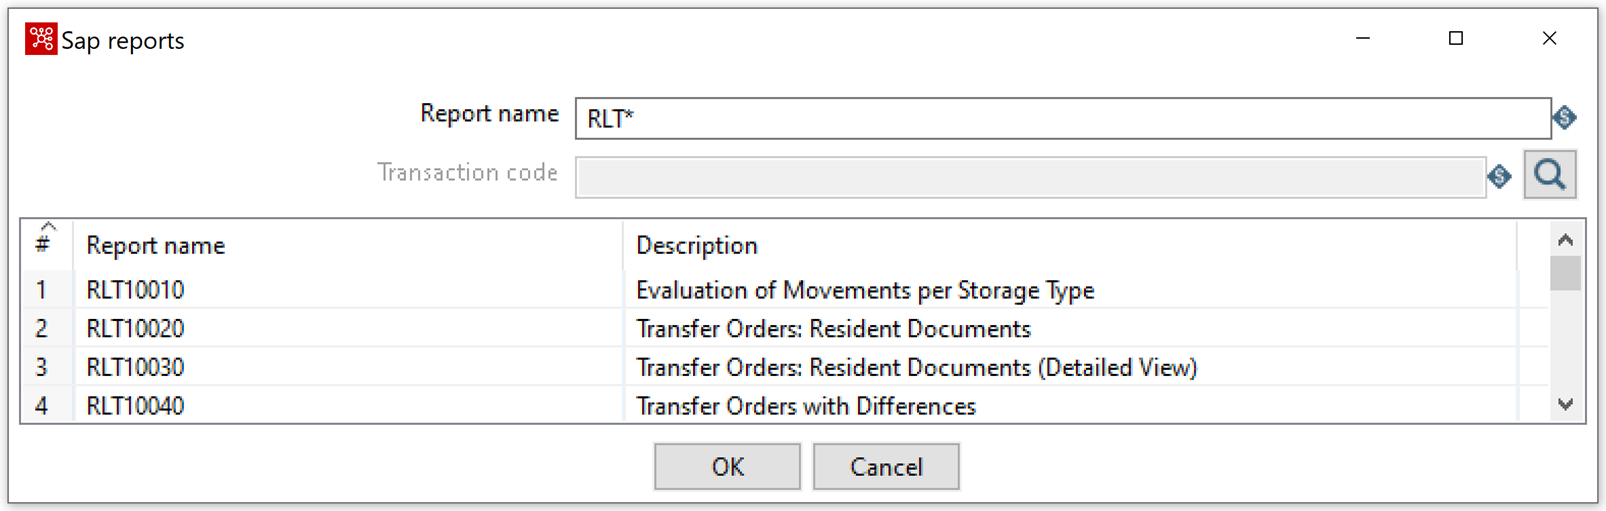 Sap reports
Report name RLT*
Transaction code
# Report name Description
1 RLT10010 Evaluation of Movements per Storage Type
2 RLT10020 Transfer Orders: Resident Documents
3 RLT10030 Transfer Orders: Resident Documents (Detailed View)
4 RLT10040 Transfer Orders with Differences
OK Cancel